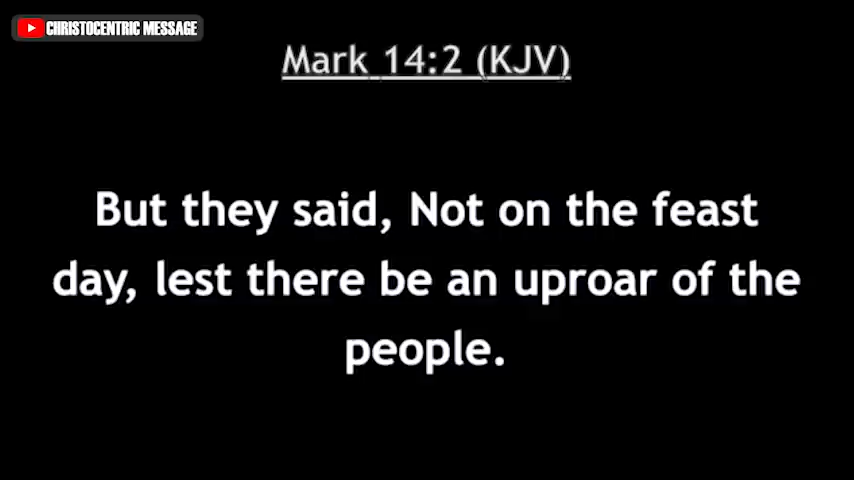 CHRISTOCENTRIC MESSAGE
Mark 14:2 (KJV)
But they said, Not on the feast
day, lest there be an uproar of the
people.